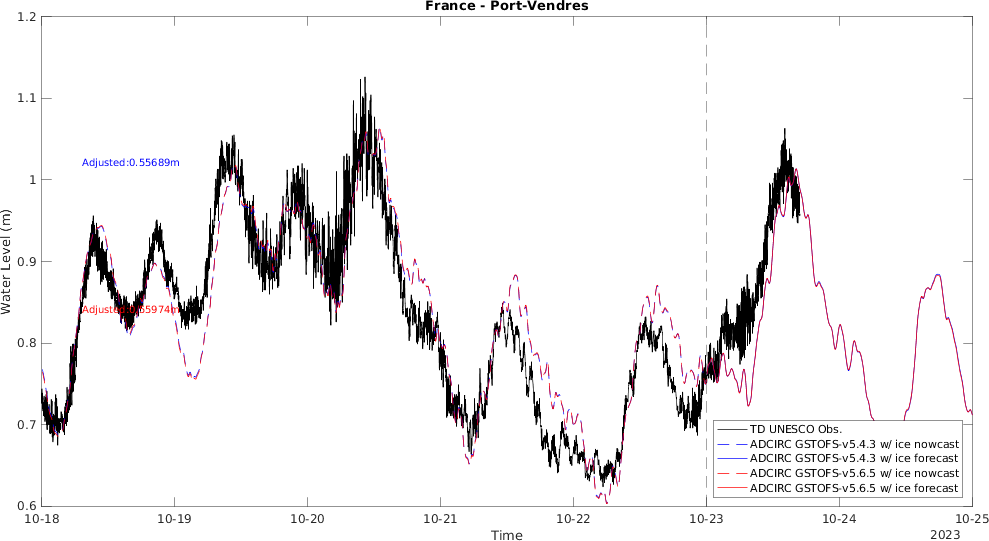 France - Port-Vendres
1.2
1.1
1
0.9
0.8
0.7
0.6
Water Level (m)
Adjusted:0.55689m
Adjusted:0.55974m
TD UNESCO Obs.
ADCIRC GSTOFS-v5.4.3 w/ ice nowcast
ADCIRC GSTOFS-v5.4.3 w/ ice forecast
ADCIRC GSTOFS-v5.6.5 w/ ice nowcast
ADCIRC GSTOFS-v5.6.5 w/ ice forecast
10-18 10-19 10-20 10-21 10-22 10-23 10-24 10-25
Time
2023